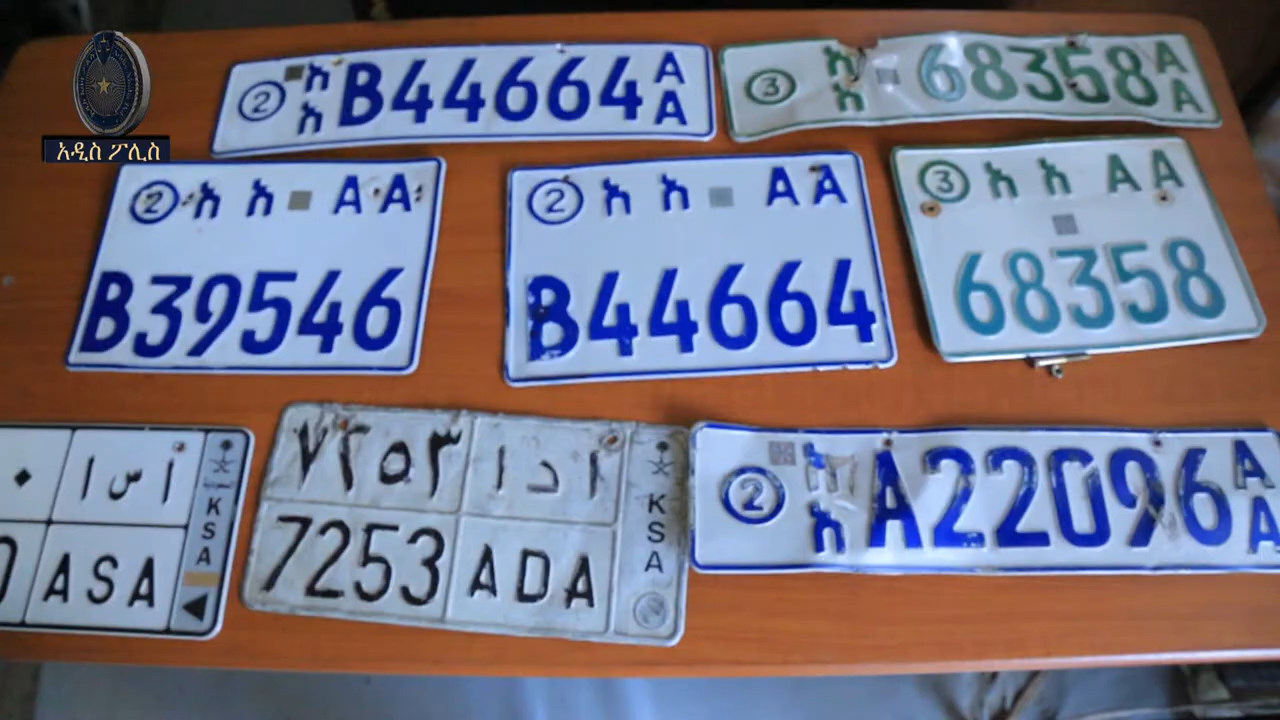 አዲስ ፖሊስ
2 አአ B44664 AA
3 አአ 68358 AA
2 አ አ AA
B39546
2 አ አ AA
B44664
3 አ አ AA
68358
ا س ا
ASA
KSA
٧٢٥٣ ا د ا
7253 ADA
KSA
2 አአ A22096 AA